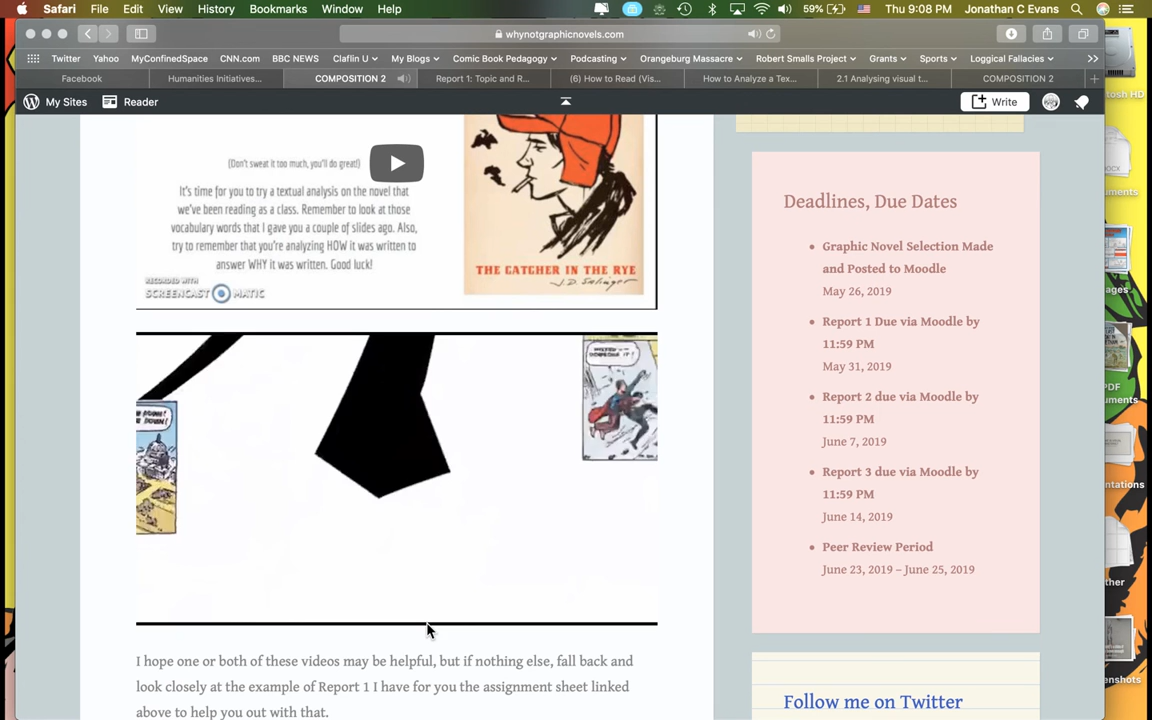 Safari File Edit View History Bookmarks Window Help 59% Thu 9:08 PM Jonathan C Evans
whynotgraphicnovels.com
Twitter Yahoo MyConfinedSpace CNN.com Claflin U My Blogs BBC NEWS Comic Book Pedagogy Podcasting Orangeburg Massacre Robert Smalls Project Grants Sports Loggical Fallacies
Facebook Humanities Initiatives... COMPOSITION 2 Report 1: Topic and R... (6) How to Read (Vis... How to Analyze a Tex... 2.1 Analysing visual t... COMPOSITION 2
My Sites Reader Write
(Don't sweat it too much, you'll do great!)
It's time for you to try a textual analysis on the novel that
we've been reading as a class. Remember to look at those
vocabulary words that I gave you a couple of slides ago. Also,
try to remember that you're analyzing HOW it was written to
answer WHY it was written. Good luck!
RECORDED WITH
SCREENCAST MATIC
THE CATCHER IN THE RYE
J.D. Salinger
I hope one or both of these videos may be helpful, but if nothing else, fall back and
look closely at the example of Report 1 I have for you the assignment sheet linked
above to help you out with that.
Deadlines, Due Dates
Graphic Novel Selection Made
and Posted to Moodle
May 26, 2019
Report 1 Due via Moodle by
11:59 PM
May 31, 2019
Report 2 due via Moodle by
11:59 PM
June 7, 2019
Report 3 due via Moodle by
11:59 PM
June 14, 2019
Peer Review Period
June 23, 2019 – June 25, 2019
Follow me on Twitter